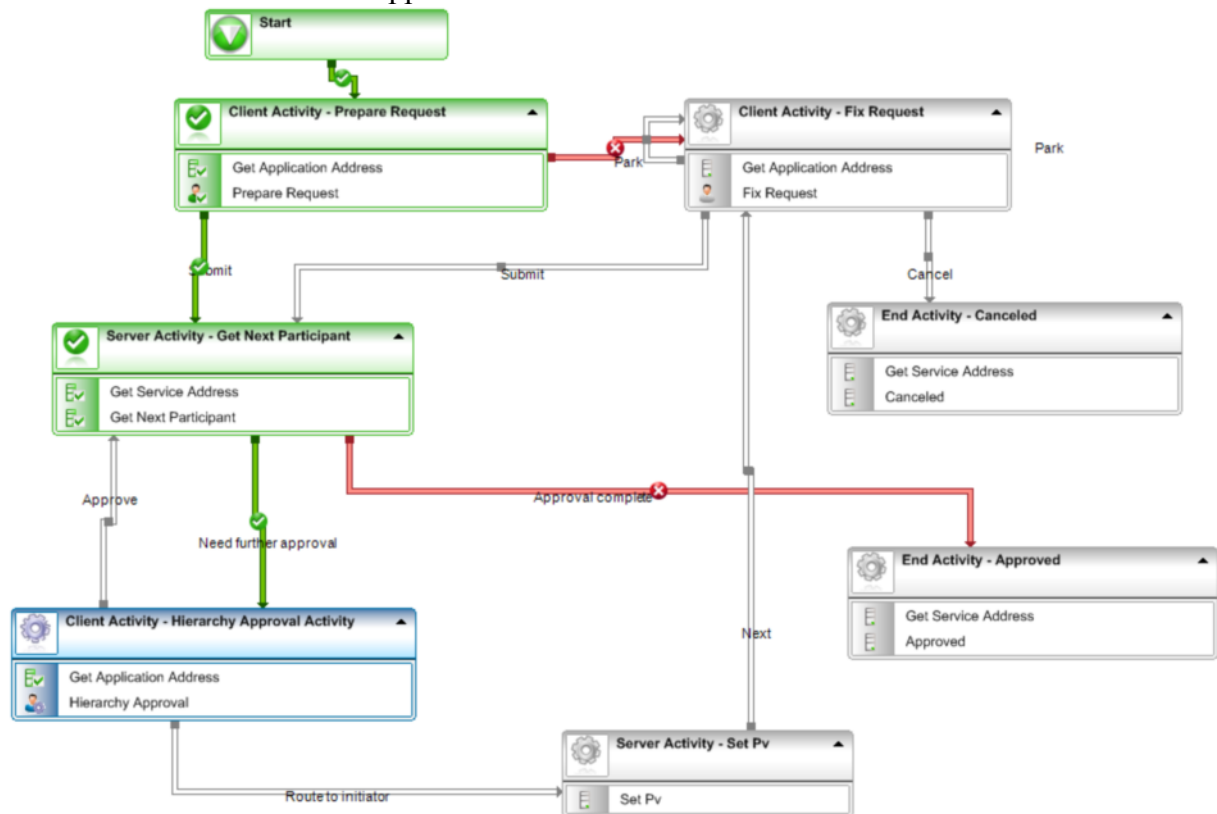 Start
Client Activity - Prepare Request
Get Application Address
Prepare Request
Client Activity - Fix Request
Get Application Address
Fix Request
Park
Park
Submit
Submit
Cancel
Server Activity - Get Next Participant
Get Service Address
Get Next Participant
End Activity - Canceled
Get Service Address
Canceled
Approve
Need further approval
Approval complete
End Activity - Approved
Get Service Address
Approved
Client Activity - Hierarchy Approval Activity
Get Application Address
Hierarchy Approval
Next
Server Activity - Set Pv
Set Pv
Route to initiator